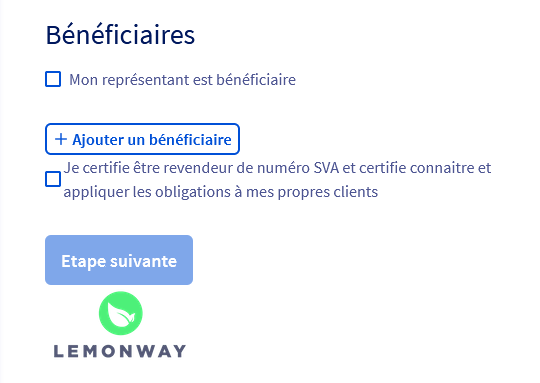 Bénéficiaires
Mon représentant est bénéficiaire
+ Ajouter un bénéficiaire
Je certifie être revendeur de numéro SVA et certifie connaitre et
appliquer les obligations à mes propres clients
Etape suivante
LEMONWAY